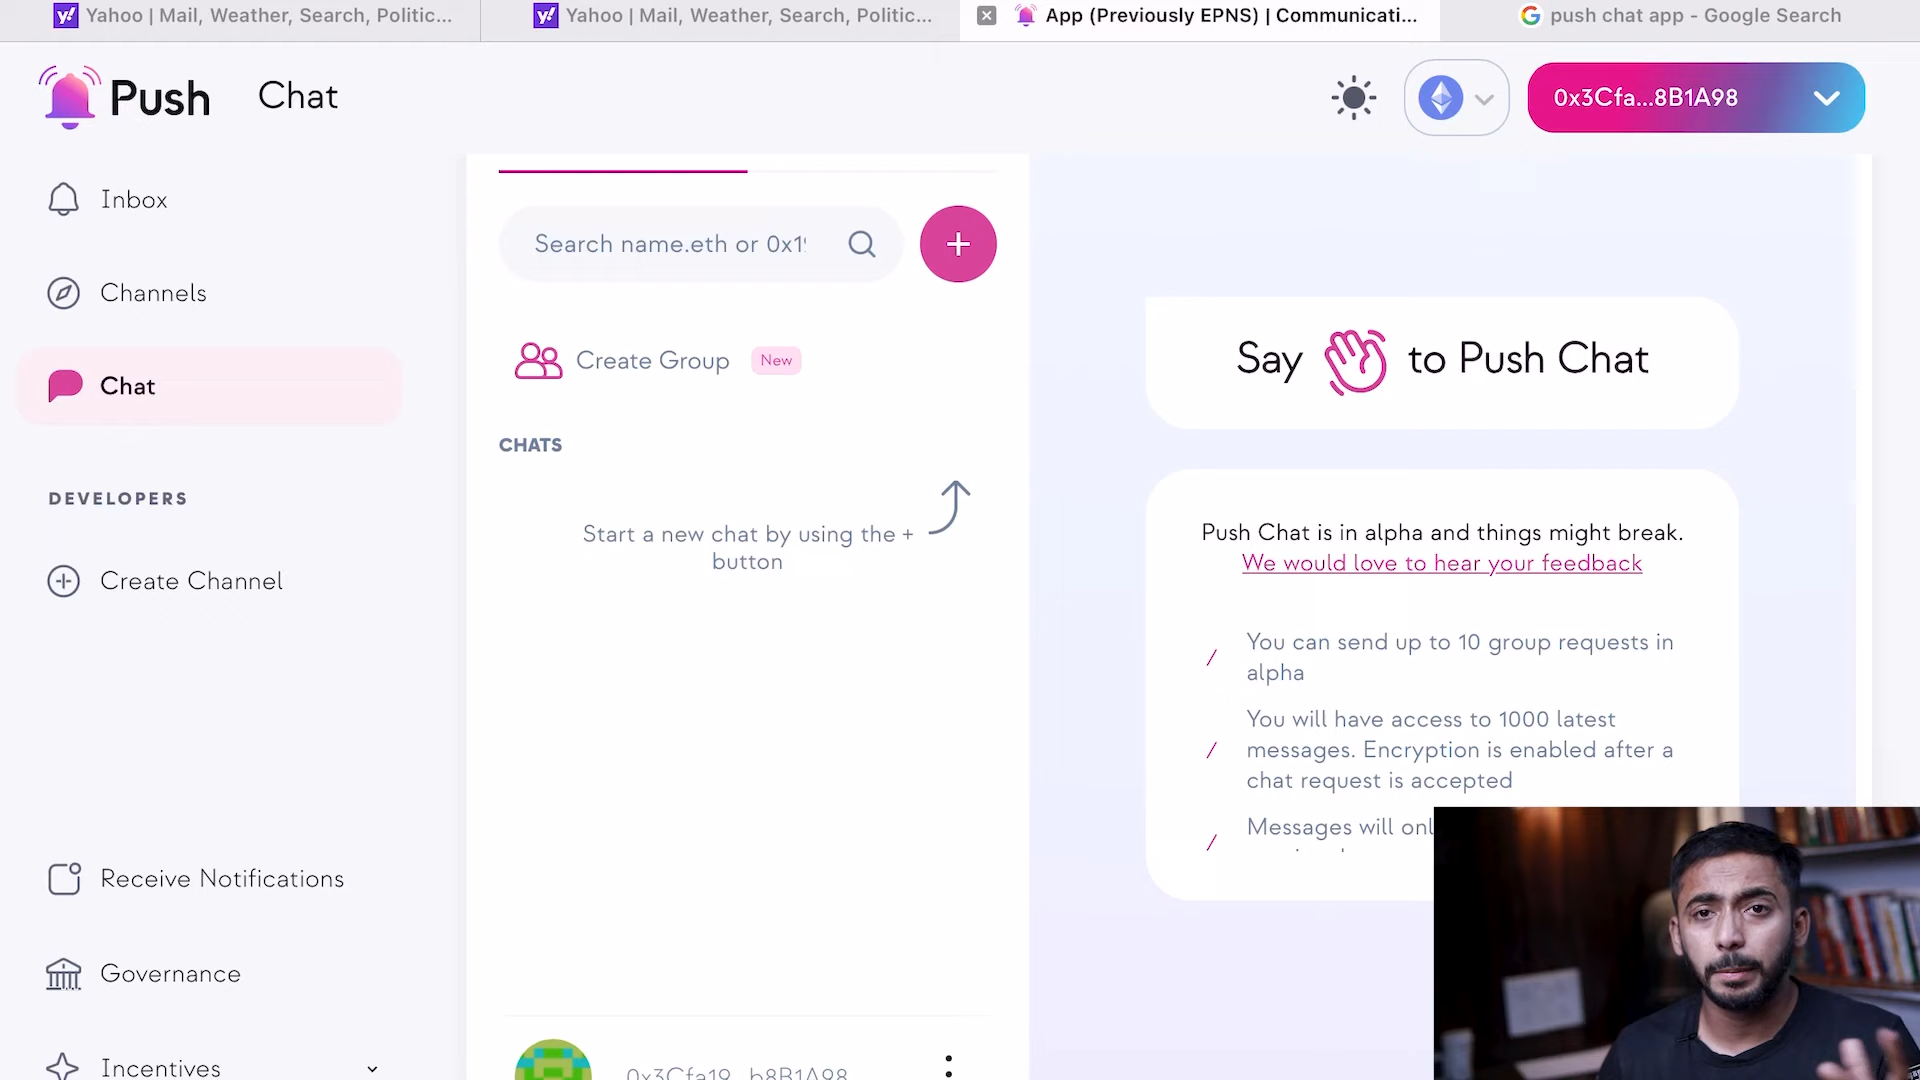 Yahoo | Mail, Weather, Search, Politic...
Yahoo | Mail, Weather, Search, Politic...
App (Previously EPNS) | Communicati...
push chat app - Google Search
Push
Chat
0x3Cfa...8B1A98
Inbox
Channels
Chat
DEVELOPERS
Create Channel
Receive Notifications
Governance
Incentives
Search name.eth or 0x1
+
Create Group
New
CHATS
Start a new chat by using the +
button
0x3Cfa19...b8B1A98
Say to Push Chat
Push Chat is in alpha and things might break.
We would love to hear your feedback
You can send up to 10 group requests in
alpha
You will have access to 1000 latest
messages. Encryption is enabled after a
chat request is accepted
Messages will onl